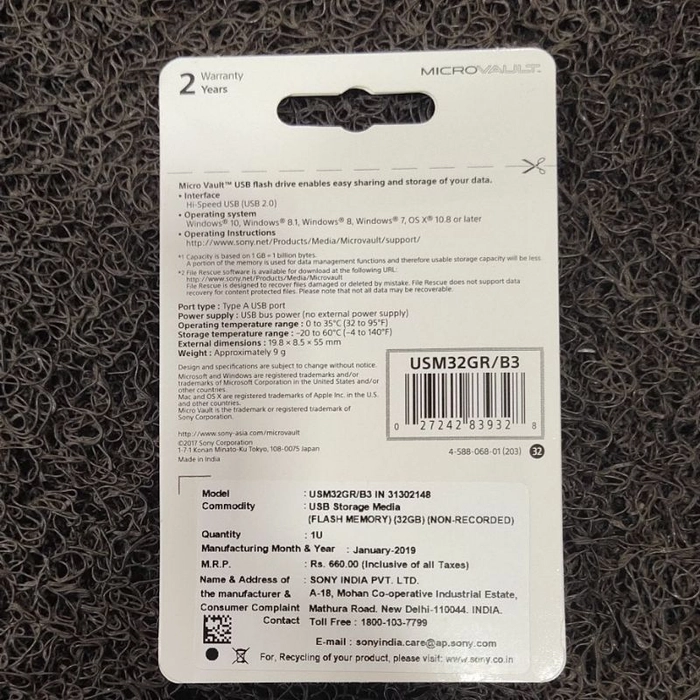 2 Warranty Years
MICROVAULT
Micro Vault™ USB flash drive enables easy sharing and storage of your data.
• Interface
Hi-Speed USB (USB 2.0)
• Operating system
Windows® 10, Windows® 8.1, Windows® 8, Windows® 7, OS X® 10.8 or later
• Operating Instructions
http://www.sony.net/Products/Media/Microvault/support/
*1 Capacity is based on 1 GB = 1 billion bytes.
A portion of the memory is used for data management functions and therefore usable storage capacity will be less.
*2 File Rescue software is available for download at the following URL:
http://www.sony.net/Products/Media/Microvault
File Rescue is designed to recover files damaged or deleted by mistake. File Rescue does not support data
recovery for content protected files. Please note that not all data may be recoverable.
Port type : Type A USB port
Power supply : USB bus power (no external power supply)
Operating temperature range : 0 to 35°C (32 to 95°F)
Storage temperature range : -20 to 60°C (-4 to 140°F)
External dimensions : 19.8 × 8.5 × 55 mm
Weight : Approximately 9 g
Design and specifications are subject to change without notice.
Microsoft and Windows are registered trademarks and/or
trademarks of Microsoft Corporation in the United States and/or
other countries.
Mac and OS X are registered trademarks of Apple Inc. in the U.S.
and other countries.
Micro Vault is the trademark or registered trademark of
Sony Corporation.
http://www.sony-asia.com/microvault
©2017 Sony Corporation
1-7-1 Konan Minato-Ku Tokyo, 108-0075 Japan
Made in India
USM32GR/B3
0 27242 83932 8
4-588-068-01 (203) 32
Model : USM32GR/B3 IN 31302148
Commodity : USB Storage Media
(FLASH MEMORY) (32GB) (NON-RECORDED)
Quantity : 1U
Manufacturing Month & Year : January-2019
M.R.P. : Rs. 660.00 (Inclusive of all Taxes)
Name & Address of : SONY INDIA PVT. LTD.
the manufacturer & A-18, Mohan Co-operative Industrial Estate,
Consumer Complaint Mathura Road, New Delhi-110044. INDIA.
Contact Toll Free : 1800-103-7799
E-mail : sonyindia.care@ap.sony.com
For, Recycling of your product, please visit: www.sony.co.in